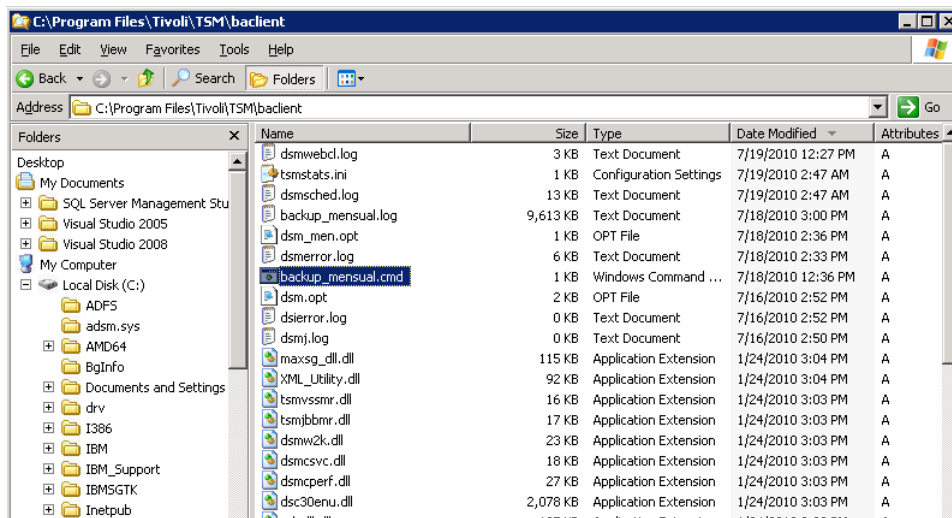 C:\Program Files\Tivoli\TSM\baclient
File Edit View Favorites Tools Help
Back Search Folders
Address C:\Program Files\Tivoli\TSM\baclient Go
Folders x Name Size Type Date Modified Attributes
Desktop
My Documents
SQL Server Management Stu
Visual Studio 2005
Visual Studio 2008
My Computer
Local Disk (C:)
ADFS
adsm.sys
AMD64
BgInfo
Documents and Settings
drv
I386
IBM
IBM_Support
IBMSGTK
Inetpub
dsmwebcl.log 3 KB Text Document 7/19/2010 12:27 PM A
tsmstats.ini 1 KB Configuration Settings 7/19/2010 2:47 AM A
dsmsched.log 13 KB Text Document 7/19/2010 2:47 AM A
backup_mensual.log 9,613 KB Text Document 7/18/2010 3:00 PM A
dsm_men.opt 1 KB OPT File 7/18/2010 2:36 PM A
dsmerror.log 6 KB Text Document 7/18/2010 2:33 PM A
backup_mensual.cmd 1 KB Windows Command ... 7/18/2010 12:36 PM A
dsm.opt 2 KB OPT File 7/16/2010 2:52 PM A
dsierror.log 0 KB Text Document 7/16/2010 2:52 PM A
dsmj.log 0 KB Text Document 7/16/2010 2:50 PM A
maxsg_dll.dll 115 KB Application Extension 1/24/2010 3:04 PM A
XML_Utility.dll 92 KB Application Extension 1/24/2010 3:04 PM A
tsmvssmr.dll 16 KB Application Extension 1/24/2010 3:03 PM A
tsmjbbmr.dll 17 KB Application Extension 1/24/2010 3:03 PM A
dsmw2k.dll 23 KB Application Extension 1/24/2010 3:03 PM A
dsmcsvc.dll 18 KB Application Extension 1/24/2010 3:03 PM A
dsmcperf.dll 27 KB Application Extension 1/24/2010 3:03 PM A
dsc30enu.dll 2,078 KB Application Extension 1/24/2010 3:03 PM A